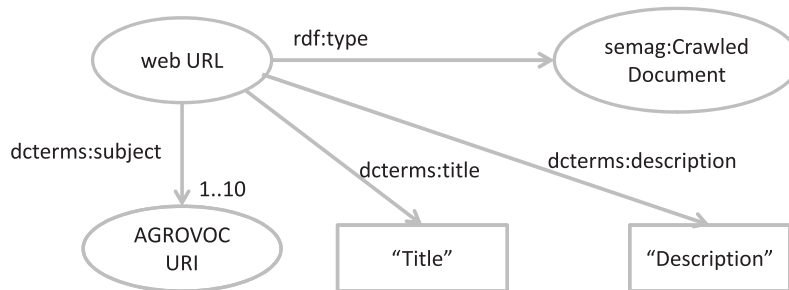 rdf:type
web URL
semag:Crawled
Document
dcterms:subject
dcterms:title
dcterms:description
1..10
AGROVOC
URI
“Title”
“Description”